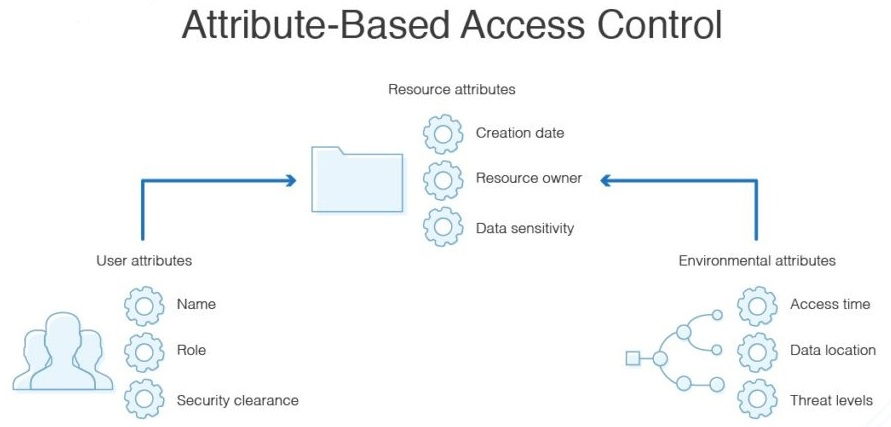 Attribute-Based Access Control
Resource attributes
Creation date
Resource owner
Data sensitivity
User attributes
Name
Role
Security clearance
Environmental attributes
Access time
Data location
Threat levels